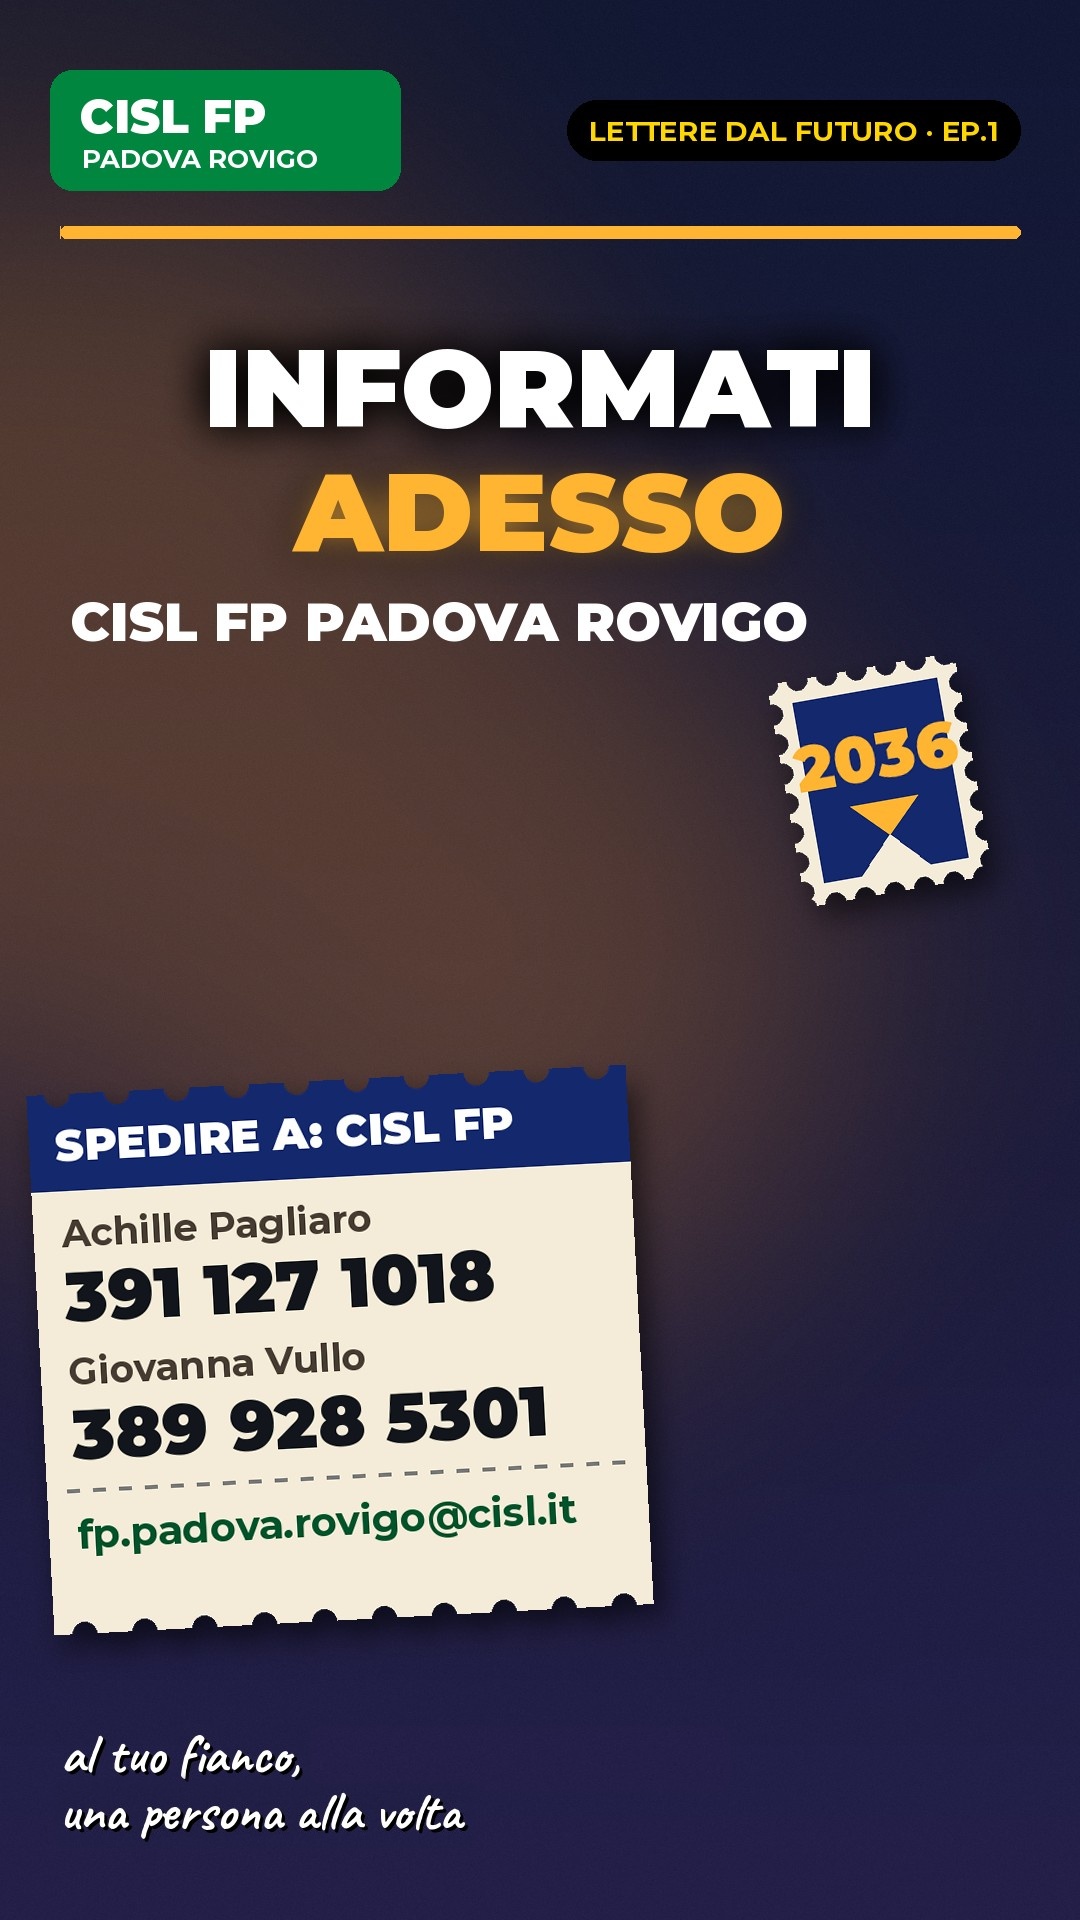 CISL FP
PADOVA ROVIGO
LETTERE DAL FUTURO · EP.1
INFORMATI
ADESSO
CISL FP PADOVA ROVIGO
2036
SPEDIRE A: CISL FP
Achille Pagliaro
391 127 1018
Giovanna Vullo
389 928 5301
fp.padova.rovigo@cisl.it
al tuo fianco,
una persona alla volta